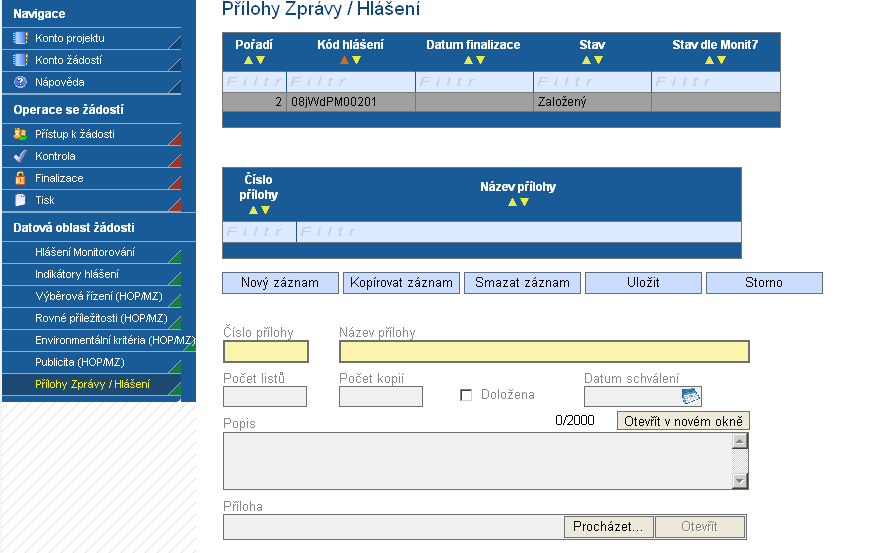 Navigace
Konto projektu
Konto žádostí
Nápověda
Operace se žádostí
Přístup k žádosti
Kontrola
Finalizace
Tisk
Datová oblast žádosti
Hlášení Monitorování
Indikátory hlášení
Výběrová řízení (HOP/MZ)
Rovné příležitosti (HOP/MZ)
Environmentální kritéria (HOP/MZ)
Publicita (HOP/MZ)
Přílohy Zprávy / Hlášení
Přílohy Zprávy / Hlášení
Pořadí Kód hlášení Datum finalizace Stav Stav dle Monit7
Filtr Filtr Filtr Filtr Filtr
2 08jWdPM00201 Založený
Číslo přílohy Název přílohy
Filtr Filtr
Nový záznam Kopírovat záznam Smazat záznam Uložit Storno
Číslo přílohy Název přílohy
Počet listů Počet kopií Doložena Datum schválení
Popis 0/2000 Otevřít v novém okně
Příloha
Procházet... Otevřít